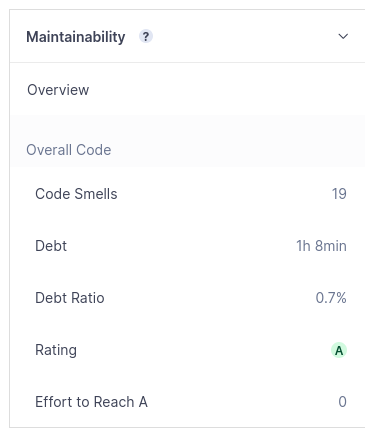 Maintainability ?
Overview
Overall Code
Code Smells 19
Debt 1h 8min
Debt Ratio 0.7%
Rating A
Effort to Reach A 0